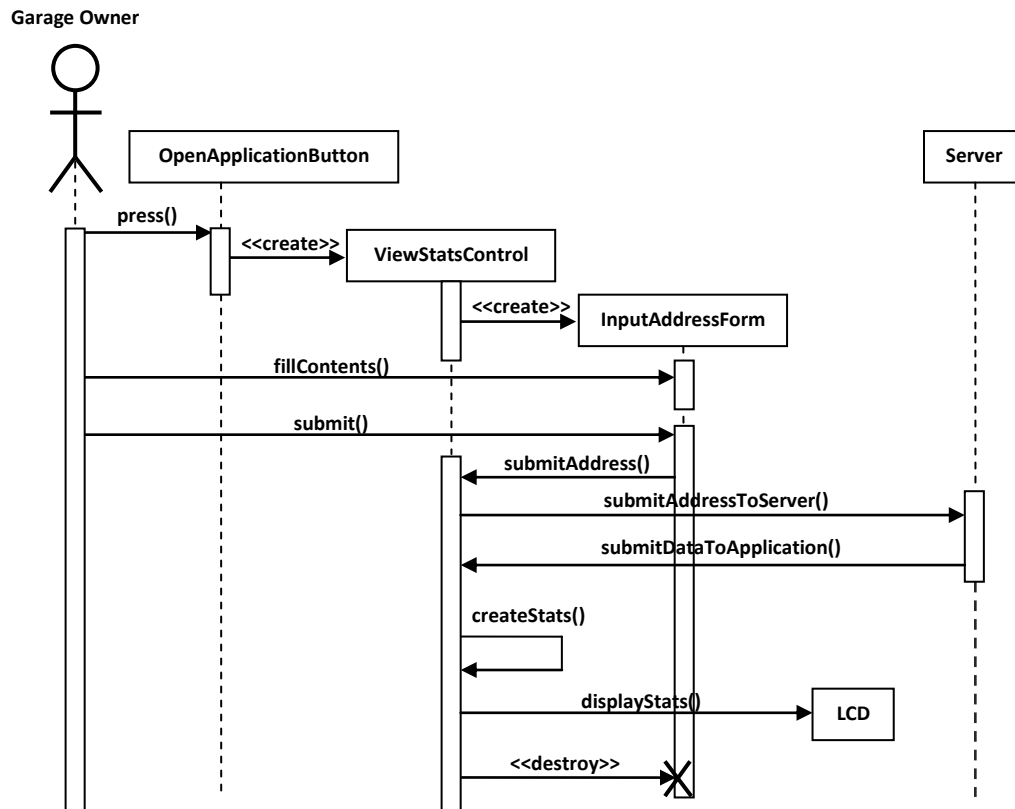 Garage Owner
OpenApplicationButton
Server
press()
<<create>>
ViewStatsControl
<<create>>
InputAddressForm
fillContents()
submit()
submitAddress()
submitAddressToServer()
submitDataToApplication()
createStats()
displayStats()
LCD
<<destroy>>